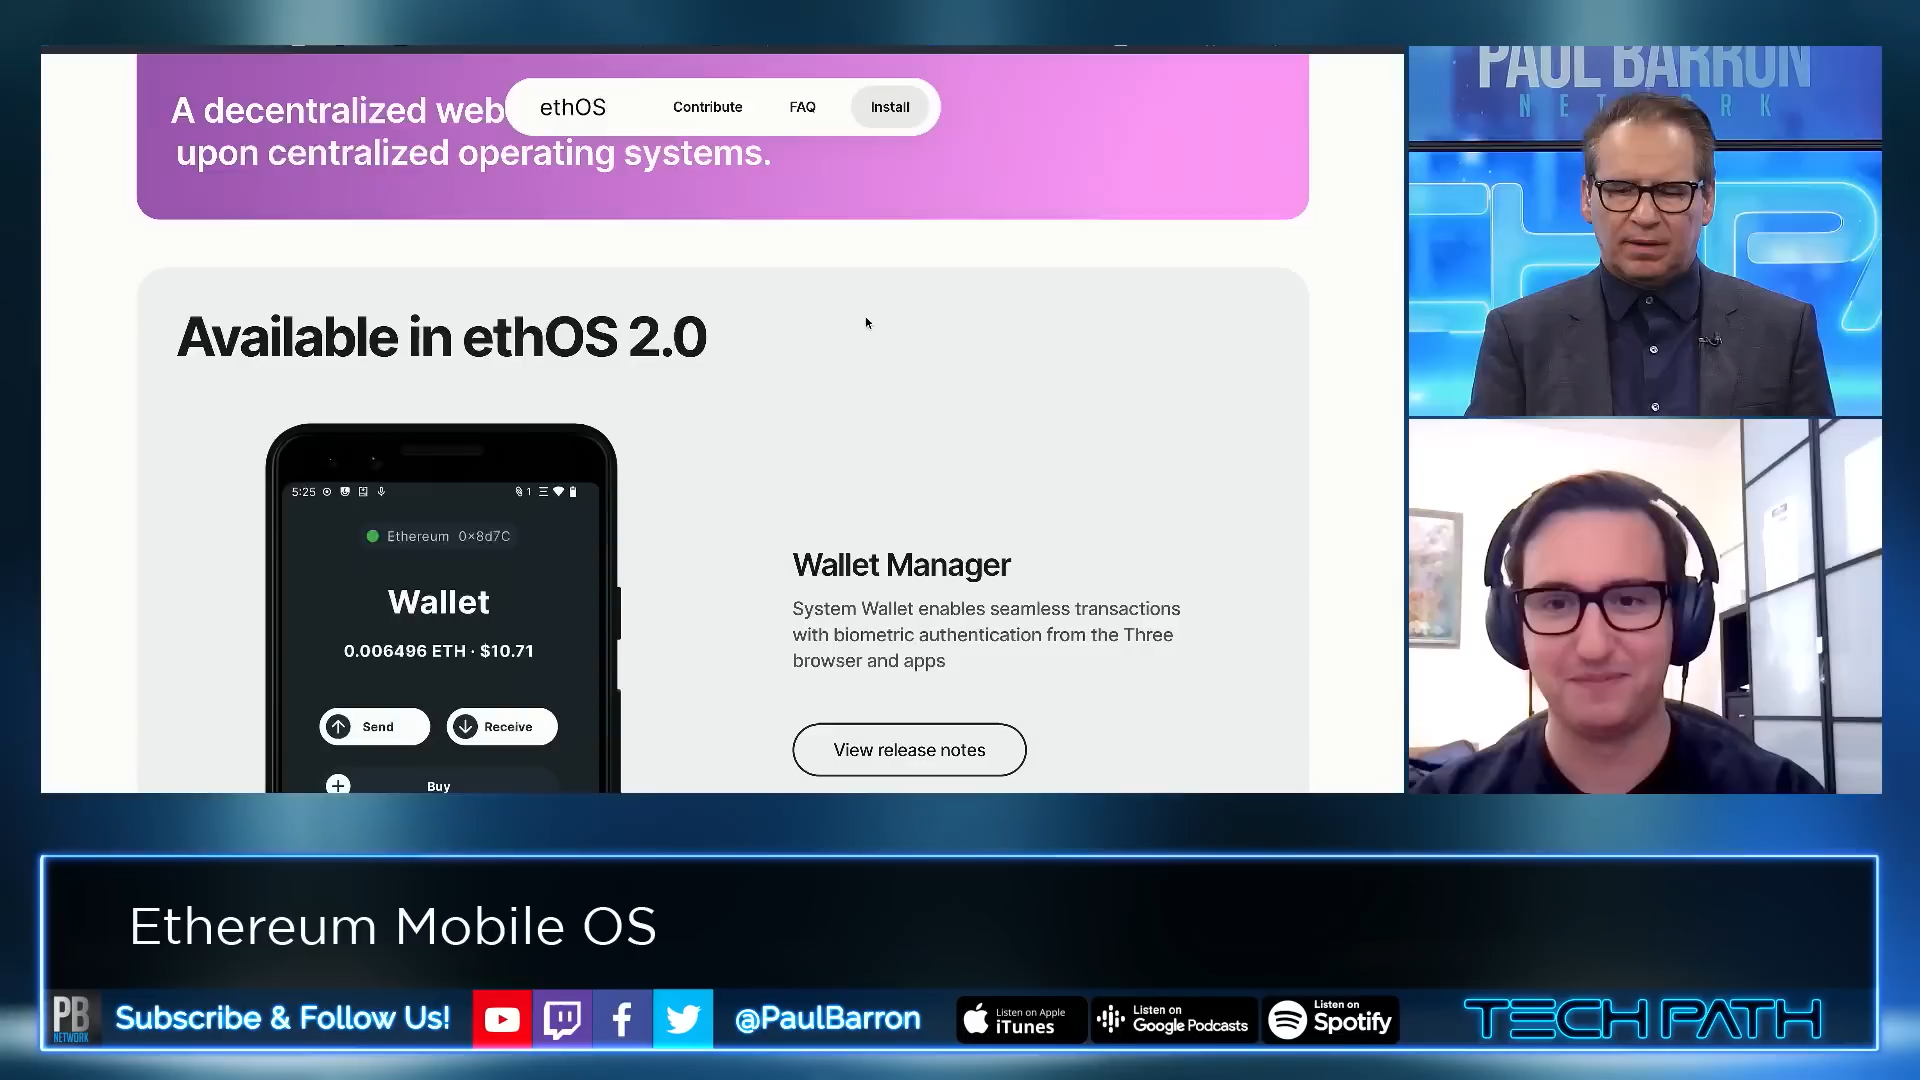 A decentralized web
upon centralized operating systems.
ethOS
Contribute
FAQ
Install
Available in ethOS 2.0
5:25
1
Ethereum 0x8d7C
Wallet
0.006496 ETH · $10.71
Send
Receive
Buy
Wallet Manager
System Wallet enables seamless transactions
with biometric authentication from the Three
browser and apps
View release notes
PAUL BARRON
NETWORK
Ethereum Mobile OS
PB
NETWORK
Subscribe & Follow Us!
@PaulBarron
Listen on Apple
iTunes
Listen on
Google Podcasts
Listen on
Spotify
TECH PATH